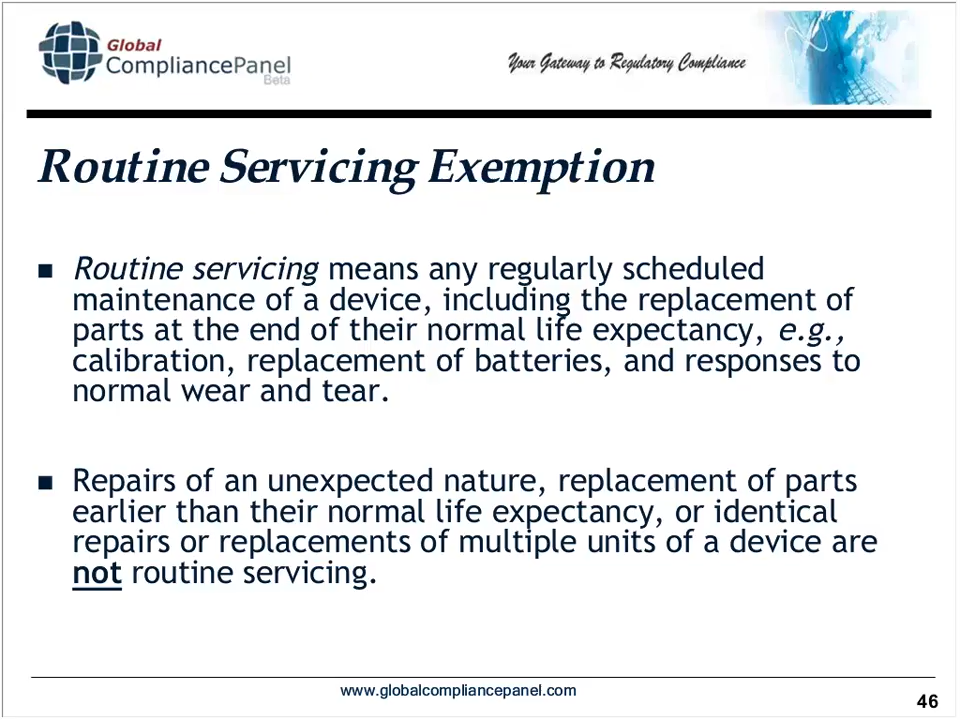 Global
CompliancePanel
Beta
Your Gateway to Regulatory Compliance
Routine Servicing Exemption
■ Routine servicing means any regularly scheduled
maintenance of a device, including the replacement of
parts at the end of their normal life expectancy, e.g.,
calibration, replacement of batteries, and responses to
normal wear and tear.
■ Repairs of an unexpected nature, replacement of parts
earlier than their normal life expectancy, or identical
repairs or replacements of multiple units of a device are
not routine servicing.
www.globalcompliancepanel.com
46